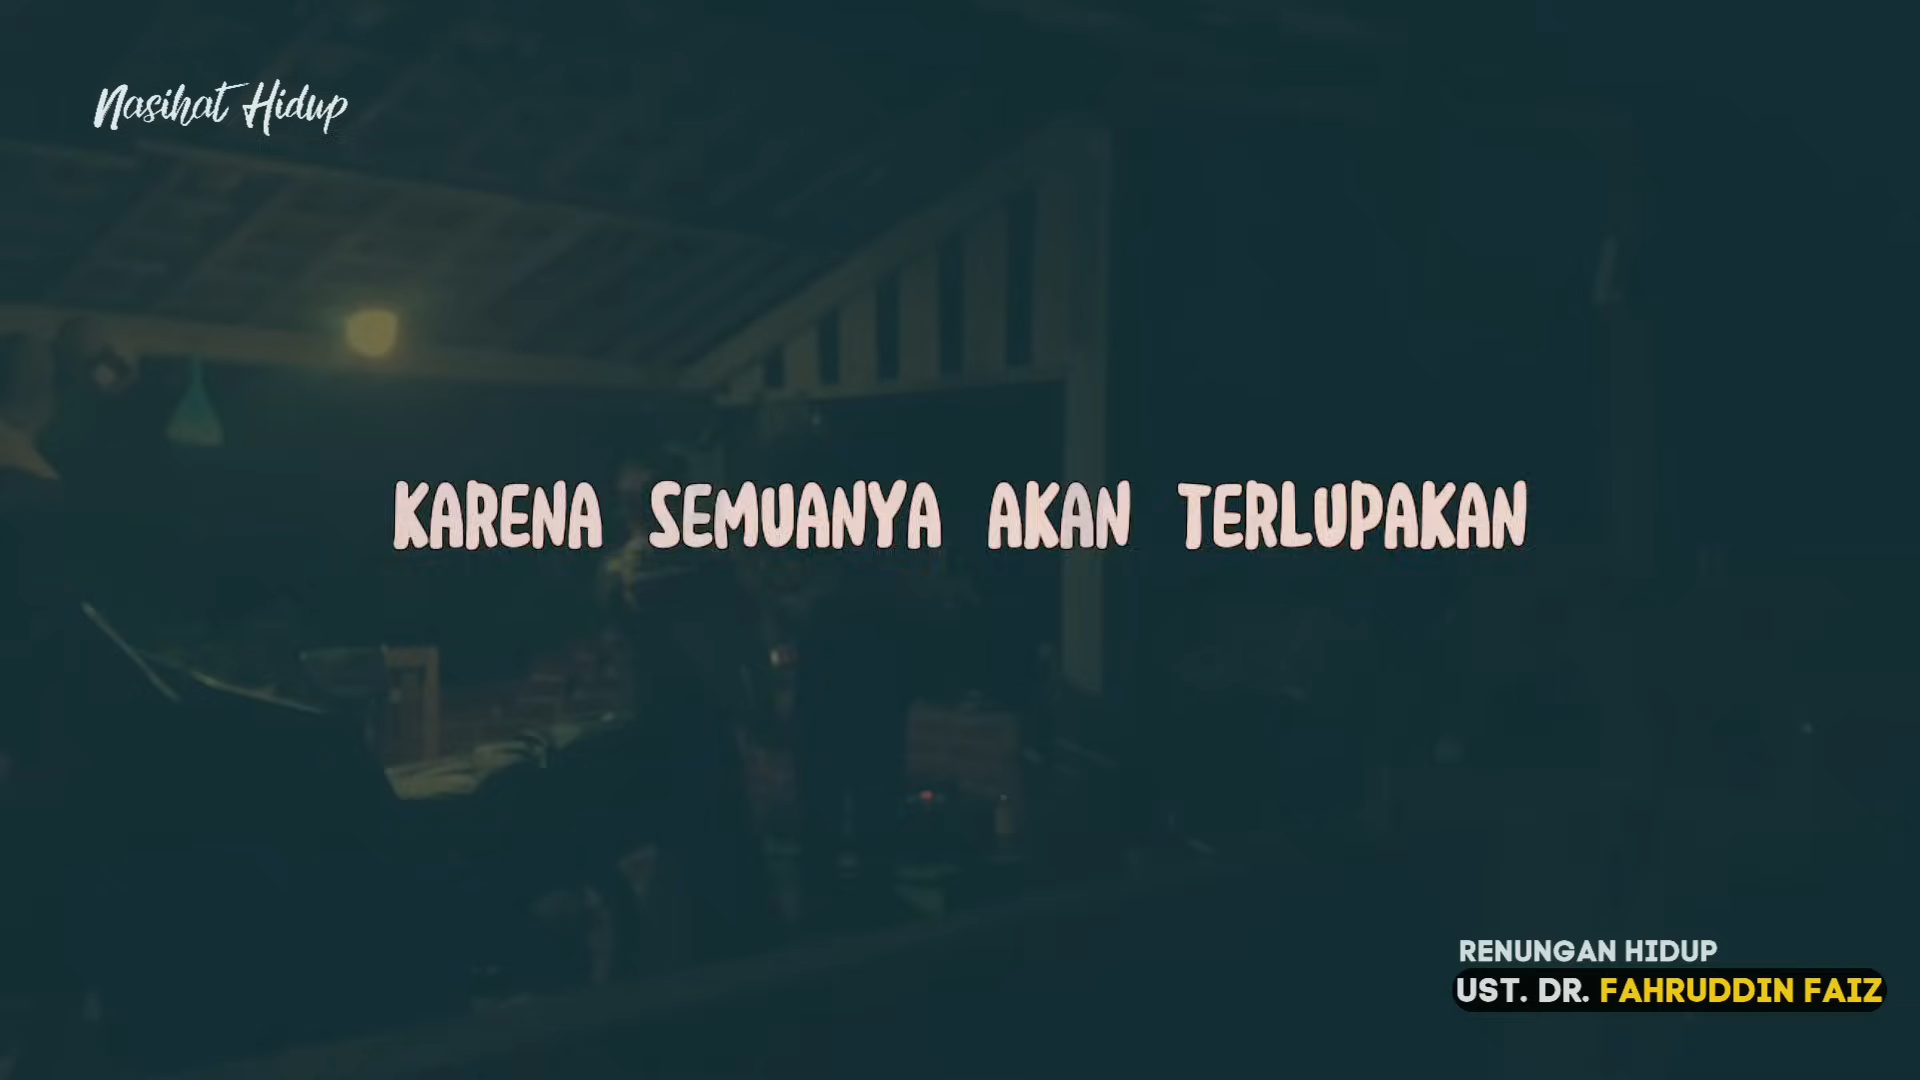 Nasihat Hidup
KARENA SEMUANYA AKAN TERLUPAKAN
RENUNGAN HIDUP
UST. DR. FAHRUDDIN FAIZ